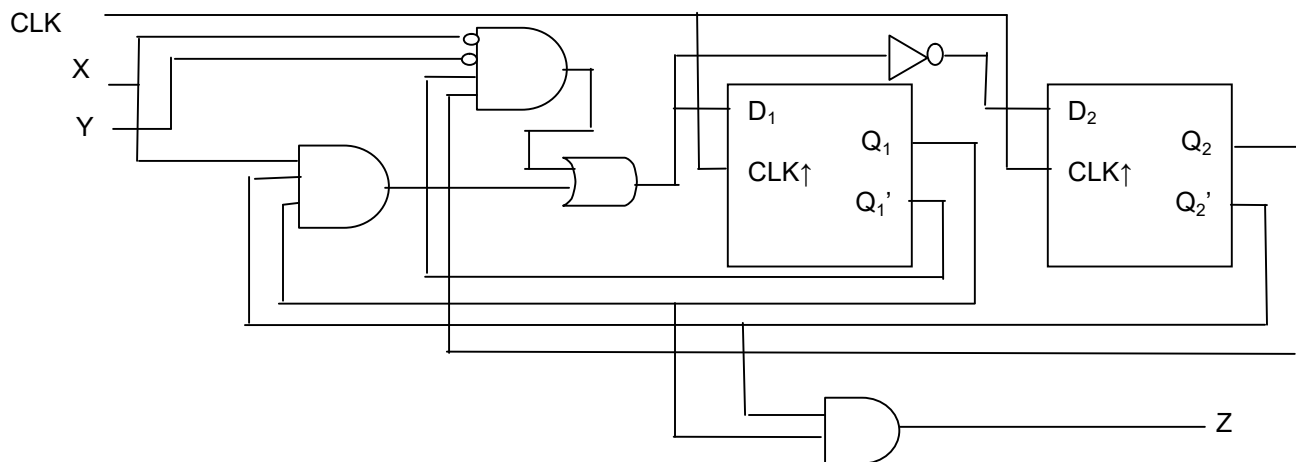 CLK
X
Y
D₁
Q₁
CLK↑
Q₁’
D₂
Q₂
CLK↑
Q₂’
Z